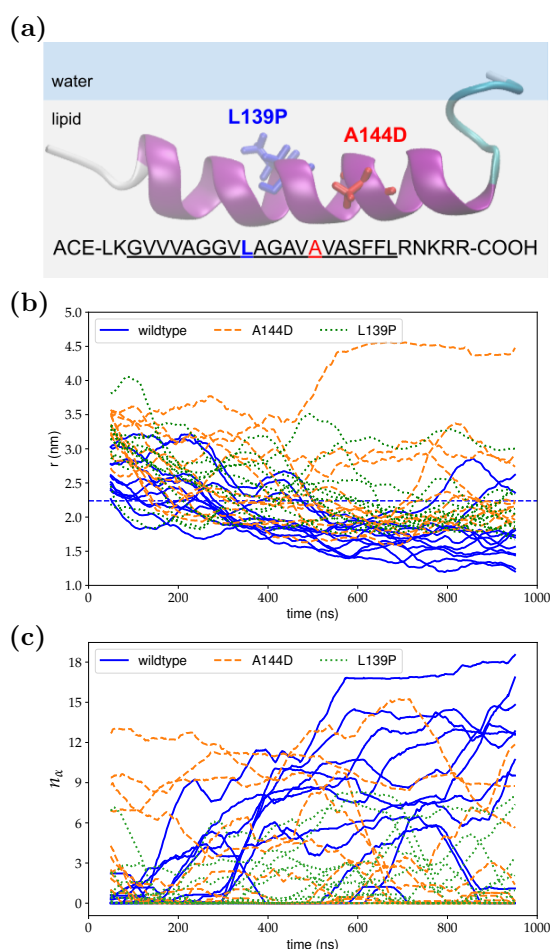 (a)
water
lipid
L139P
A144D
ACE-LKGVVVAGGVLAGAVAVASFFLRNKRR-COOH
(b)
wildtype A144D L139P
5.0
4.5
4.0
3.5
3.0
2.5
2.0
1.5
1.0
r (nm)
0 200 400 600 800 1000
time (ns)
(c)
wildtype A144D L139P
18
15
12
9
6
3
0
nα
0 200 400 600 800 1000
time (ns)